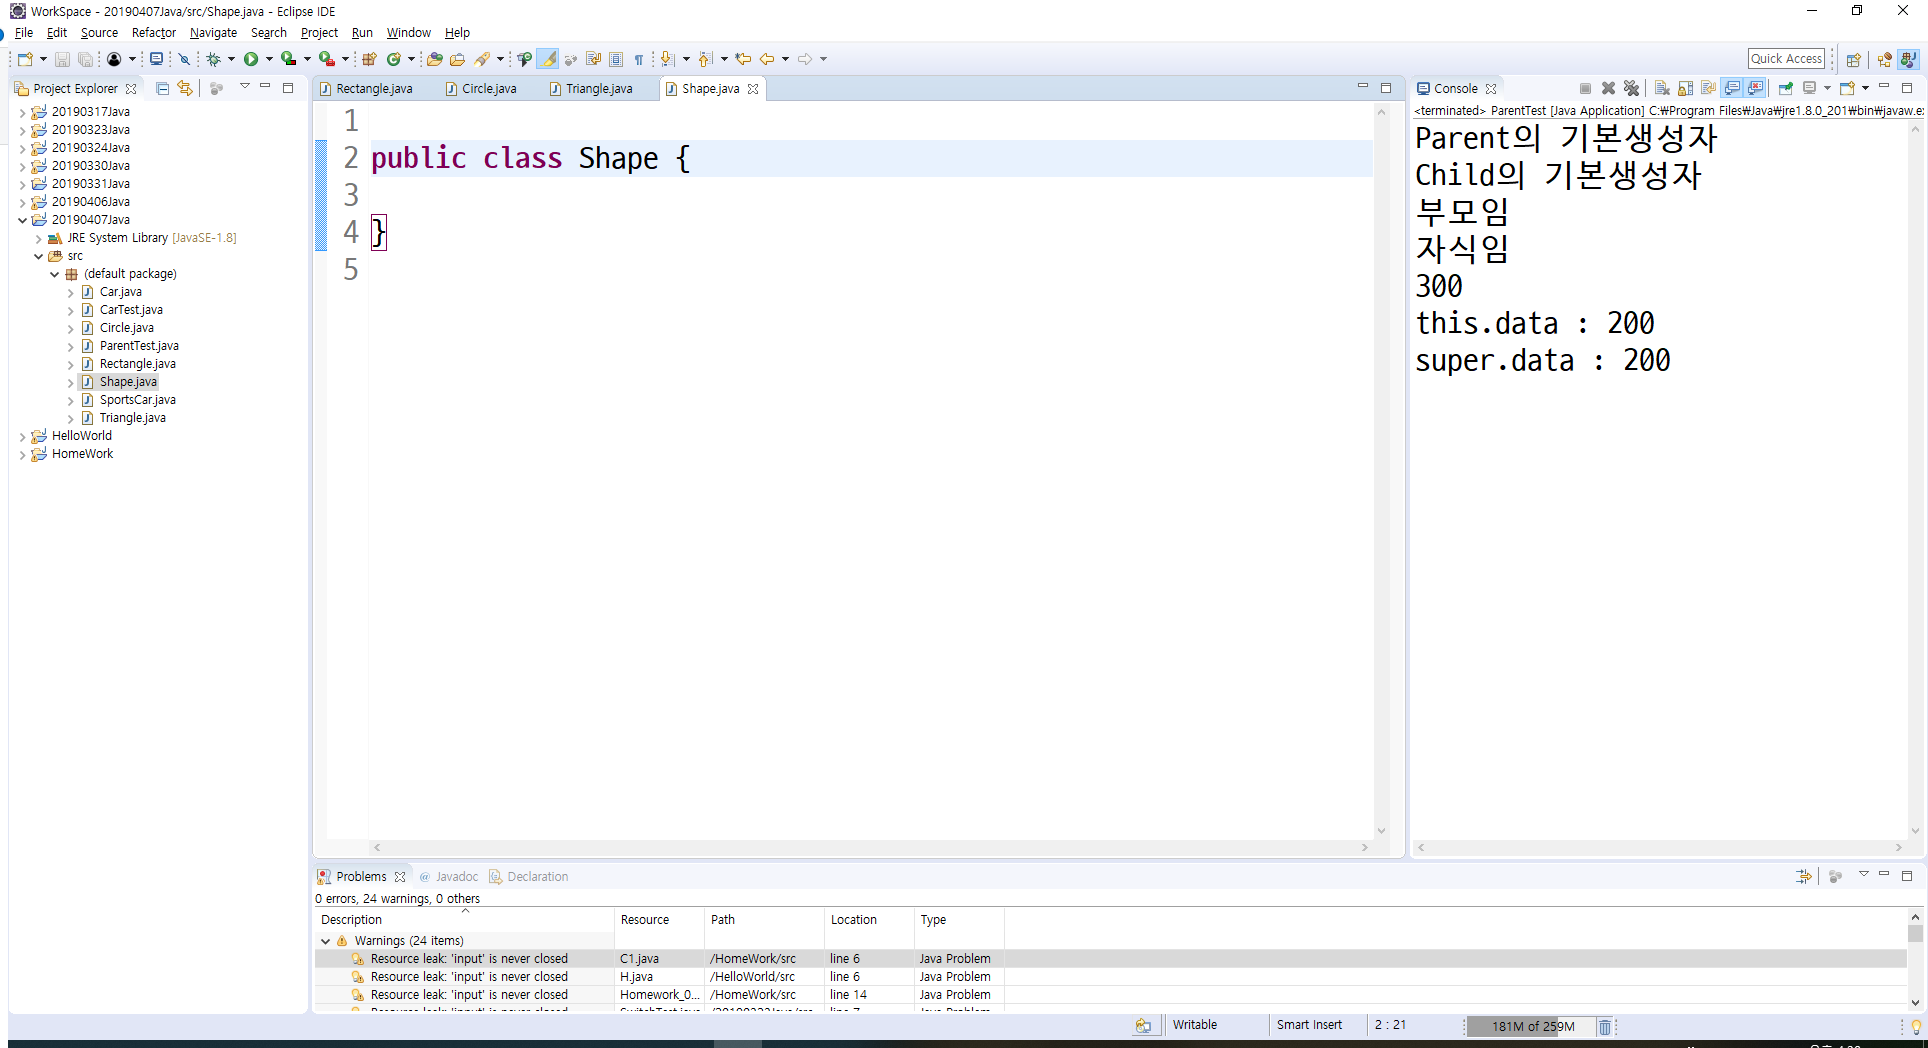 WorkSpace - 20190407Java/src/Shape.java - Eclipse IDE
File Edit Source Refactor Navigate Search Project Run Window Help
Quick Access
Project Explorer
20190317Java
20190323Java
20190324Java
20190330Java
20190331Java
20190406Java
20190407Java
JRE System Library [JavaSE-1.8]
src
(default package)
Car.java
CarTest.java
Circle.java
ParentTest.java
Rectangle.java
Shape.java
SportsCar.java
Triangle.java
HelloWorld
HomeWork
Rectangle.java Circle.java Triangle.java Shape.java
1
2 public class Shape {
3
4 }
5
Console
<terminated> ParentTest [Java Application] C:₩Program Files₩Java₩jre1.8.0_201₩bin₩javaw.e
Parent의 기본생성자
Child의 기본생성자
부모임
자식임
300
this.data : 200
super.data : 200
Problems @ Javadoc Declaration
0 errors, 24 warnings, 0 others
Description Resource Path Location Type
Warnings (24 items)
Resource leak: 'input' is never closed C1.java /HomeWork/src line 6 Java Problem
Resource leak: 'input' is never closed H.java /HelloWorld/src line 6 Java Problem
Resource leak: 'input' is never closed Homework_0... /HomeWork/src line 14 Java Problem
Writable Smart Insert 2 : 21 181M of 259M